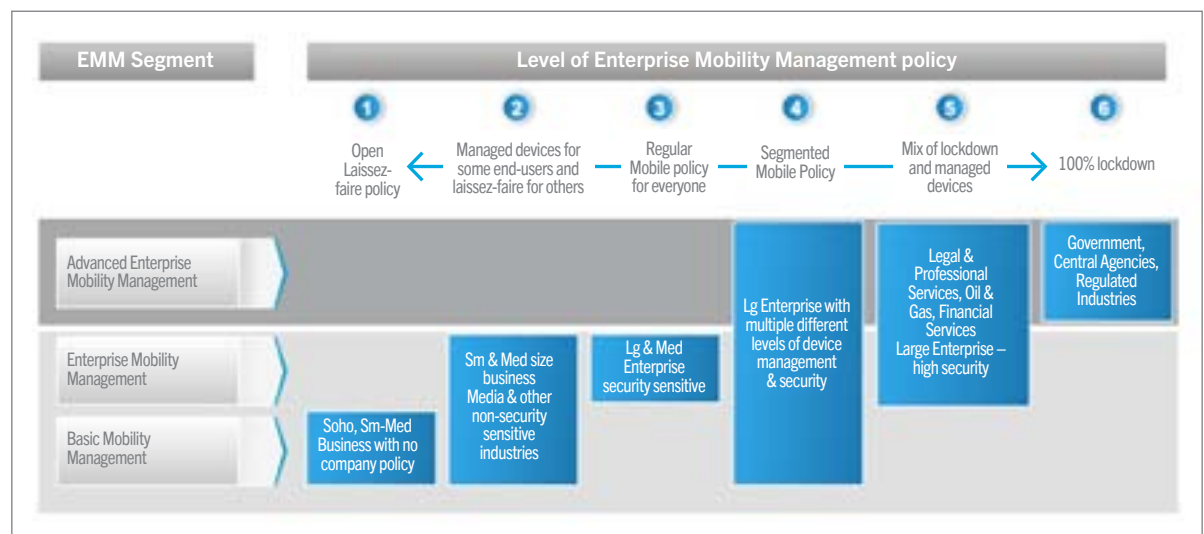 EMM Segment
Level of Enterprise Mobility Management policy
1
2
3
4
5
6
Open
Laissez-
faire policy
Managed devices for
some end-users and
laissez-faire for others
Regular
Mobile policy
for everyone
Segmented
Mobile Policy
Mix of lockdown
and managed
devices
100% lockdown
Advanced Enterprise
Mobility Management
Enterprise Mobility
Management
Basic Mobility
Management
Soho, Sm-Med
Business with no
company policy
Sm & Med size
business
Media & other
non-security
sensitive
industries
Lg & Med
Enterprise
security sensitive
Lg Enterprise with
multiple different
levels of device
management
& security
Legal &
Professional
Services, Oil &
Gas, Financial
Services
Large Enterprise –
high security
Government,
Central Agencies,
Regulated
Industries